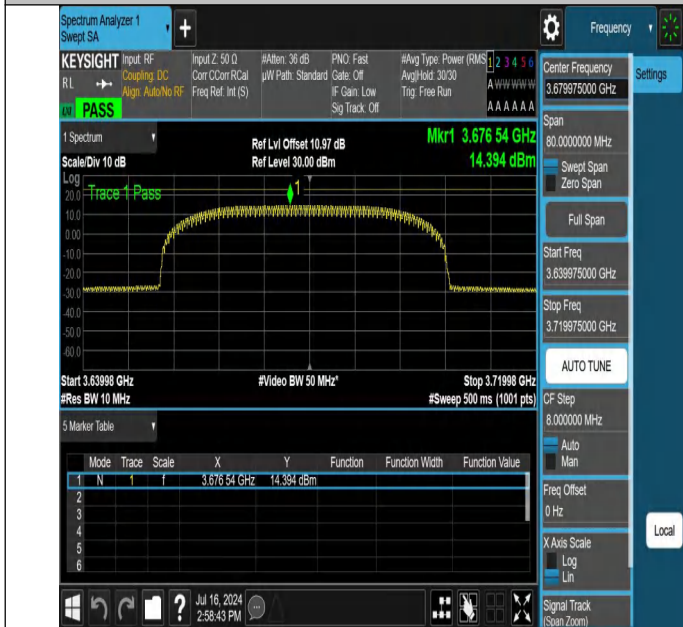 Spectrum Analyzer 1
Swept SA
+
Frequency
KEYSIGHT
RL
PASS
Input: RF
Coupling: DC
Align: Auto/No RF
Input Z: 50 Ω
Corr CCorr RCal
Freq Ref: Int (S)
#Atten: 36 dB
µW Path: Standard
PNO: Fast
Gate: Off
IF Gain: Low
Sig Track: Off
#Avg Type: Power (RMS
Avg|Hold: 30/30
Trig: Free Run
1 2 3 4 5 6
A W W W W W
A A A A A A
1 Spectrum
Scale/Div 10 dB
Ref Lvl Offset 10.97 dB
Ref Level 30.00 dBm
Mkr1 3.676 54 GHz
14.394 dBm
Log
Trace 1 Pass
1
20.0
10.0
0.00
-10.0
-20.0
-30.0
-40.0
-50.0
-60.0
Start 3.63998 GHz
#Res BW 10 MHz
#Video BW 50 MHz*
Stop 3.71998 GHz
#Sweep 500 ms (1001 pts)
5 Marker Table
Mode Trace Scale X Y Function Function Width Function Value
1 N 1 f 3.676 54 GHz 14.394 dBm
2
3
4
5
6
?
Jul 16, 2024
2:58:43 PM
Center Frequency
3.679975000 GHz
Settings
Span
80.0000000 MHz
Swept Span
Zero Span
Full Span
Start Freq
3.639975000 GHz
Stop Freq
3.719975000 GHz
AUTO TUNE
CF Step
8.000000 MHz
Auto
Man
Freq Offset
0 Hz
Local
X Axis Scale
Log
Lin
Signal Track
(Span Zoom)